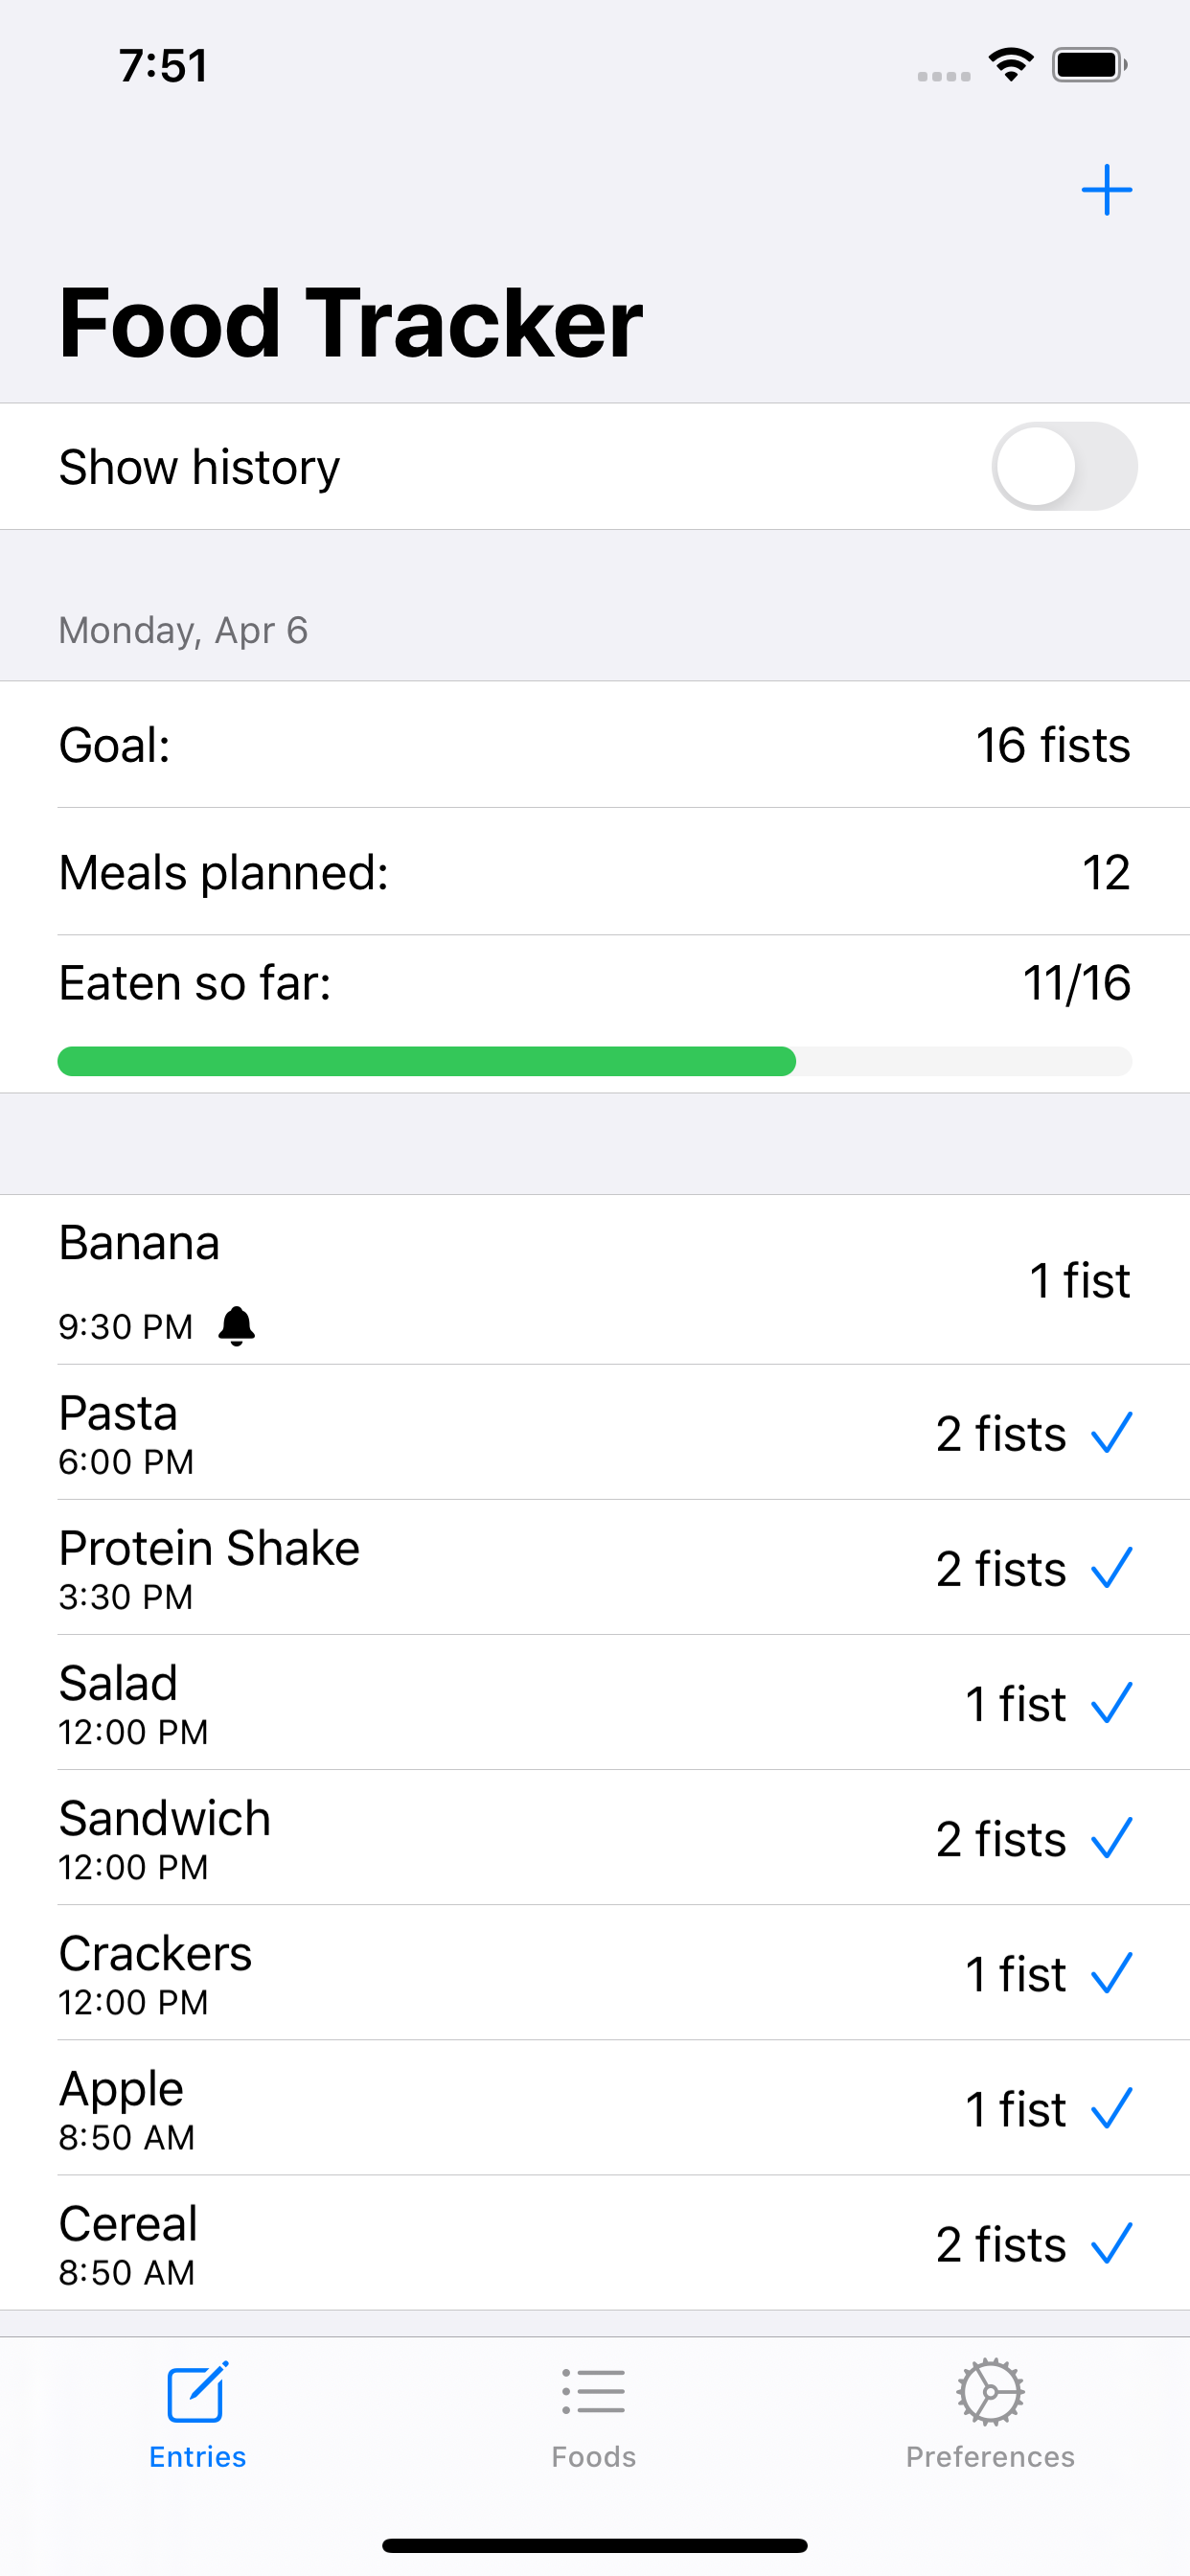 7:51
Food Tracker
Show history
Monday, Apr 6
Goal: 16 fists
Meals planned: 12
Eaten so far: 11/16
Banana
1 fist
9:30 PM
Pasta
2 fists
6:00 PM
Protein Shake
2 fists
3:30 PM
Salad
1 fist
12:00 PM
Sandwich
2 fists
12:00 PM
Crackers
1 fist
12:00 PM
Apple
1 fist
8:50 AM
Cereal
2 fists
8:50 AM
Entries Foods Preferences